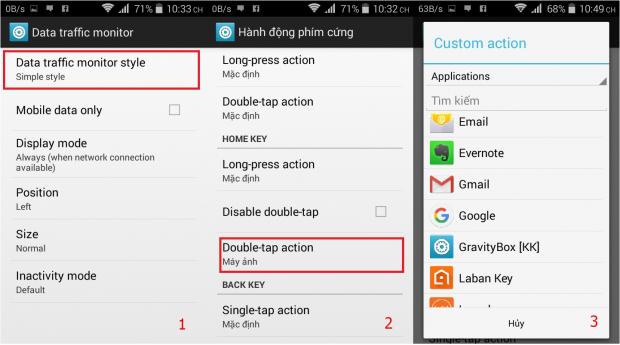 0B/s 71% 10:33 CH
Data traffic monitor
Data traffic monitor style
Simple style
Mobile data only
Display mode
Always (when network connection
available)
Position
Left
Size
Normal
Inactivity mode
Default
1
0B/s 71% 10:32 CH
Hành động phím cứng
Long-press action
Mặc định
Double-tap action
Mặc định
HOME KEY
Long-press action
Mặc định
Disable double-tap
Double-tap action
Máy ảnh
BACK KEY
Single-tap action
Mặc định
2
63B/s 68% 10:49 CH
Custom action
Applications
Tìm kiếm
Email
Evernote
Gmail
Google
GravityBox [KK]
Laban Key
Hủy
3
Single-tap action